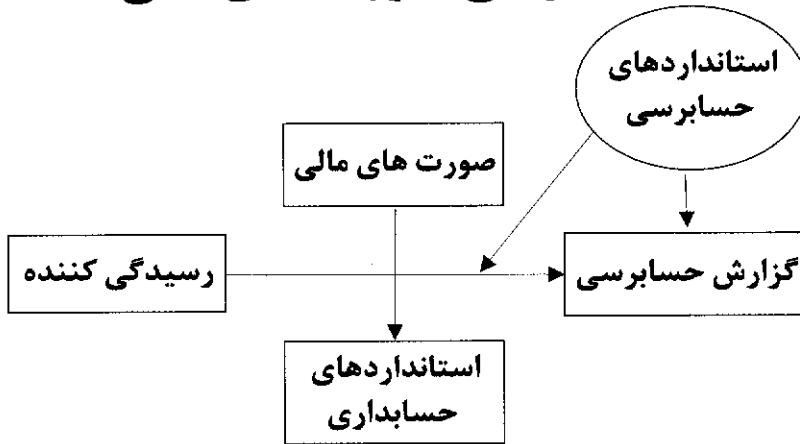 استانداردهای
حسابرسی
صورت های مالی
رسیدگی کننده
گزارش حسابرسی
استانداردهای
حسابداری